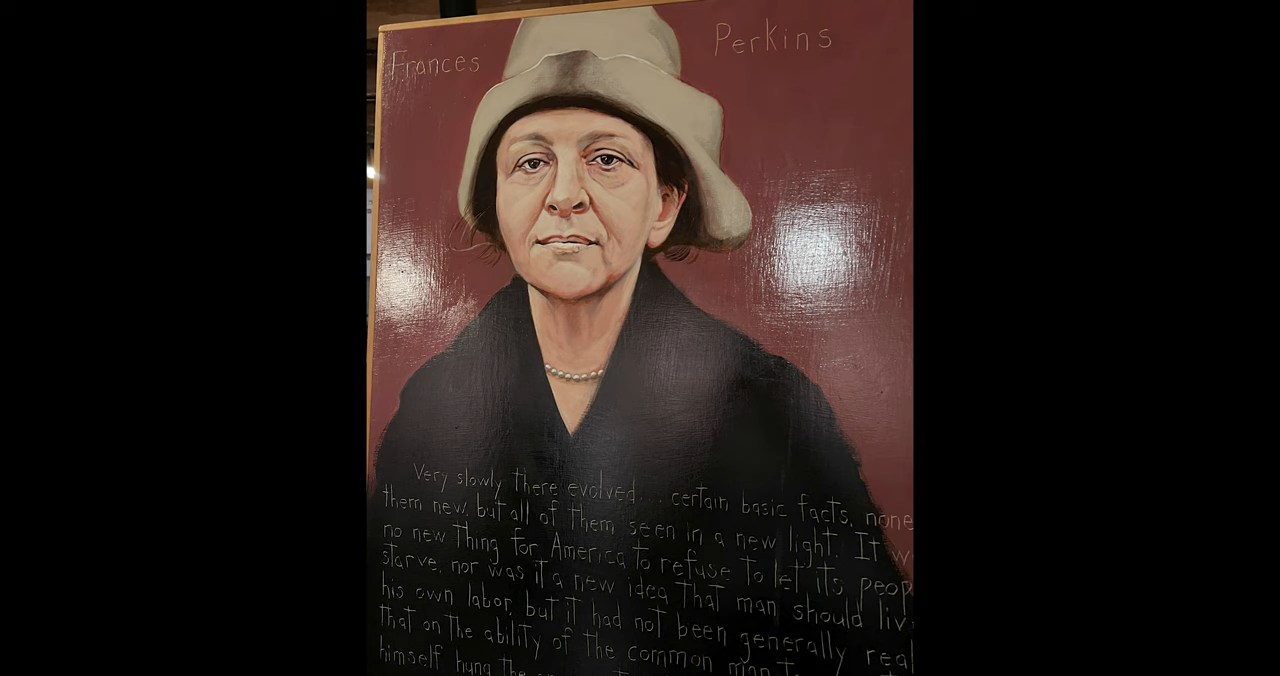 Frances Perkins
Very slowly there evolved... certain basic facts, none
them new, but all of them seen in a new light. It w
no new Thing for America to refuse to let its peop
starve, nor was it a new idea that man should liv
his own labor, but it had not been generally real
that on the ability of the common man to
himself hung the